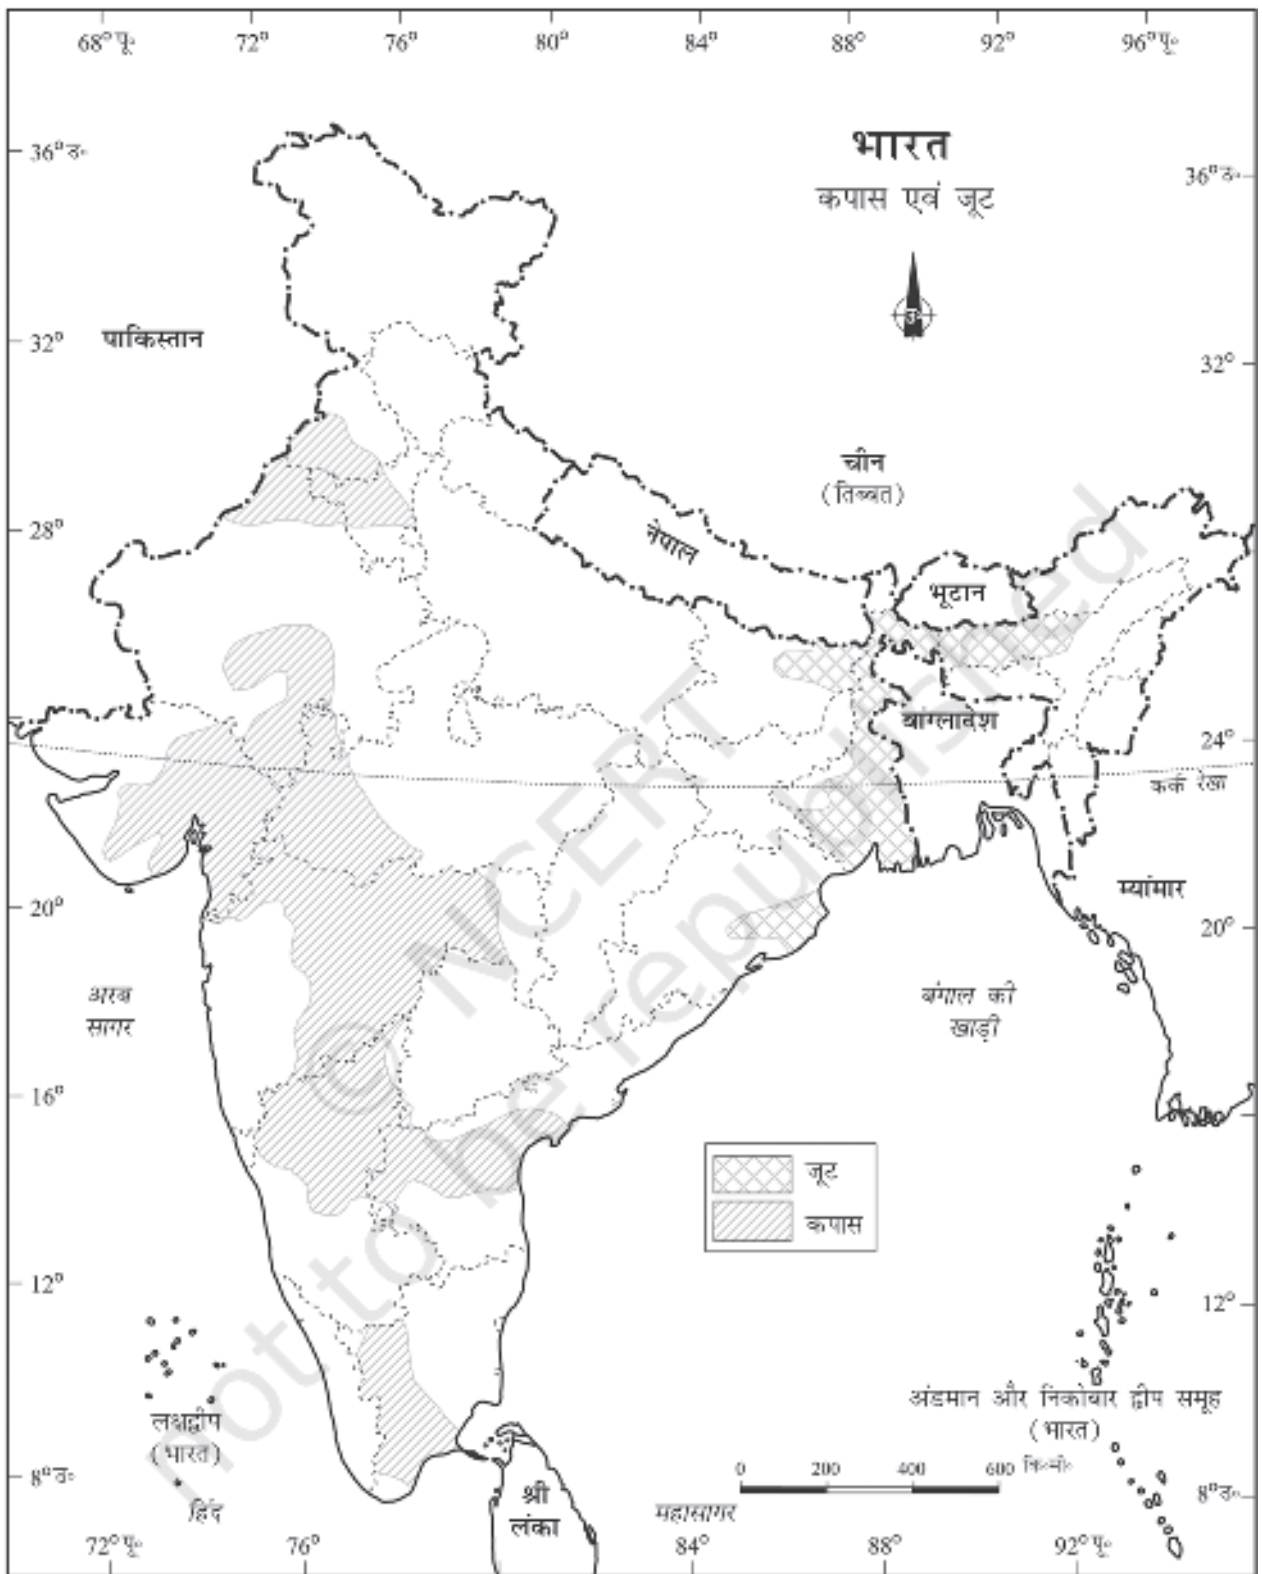 68°पू॰ 72° 76° 80° 84° 88° 92° 96°पू॰
भारत
कपास एवं जूट
36°उ॰
36°उ॰
उ॰
पाकिस्तान
32°
32°
चीन
(तिब्बत)
28°
नेपाल
भूटान
बांग्लादेश
24°
कर्क रेखा
म्यांमार
20°
20°
अरब
सागर
बंगाल की
खाड़ी
16°
जूट
कपास
12°
12°
लक्षद्वीप
(भारत)
अंडमान और निकोबार द्वीप समूह
(भारत)
0 200 400 600 कि॰मी॰
8°उ॰
8°उ॰
श्री
लंका
हिंद
महासागर
72°पू॰ 76° 84° 88° 92°पू॰
© NCERT
not to be republished